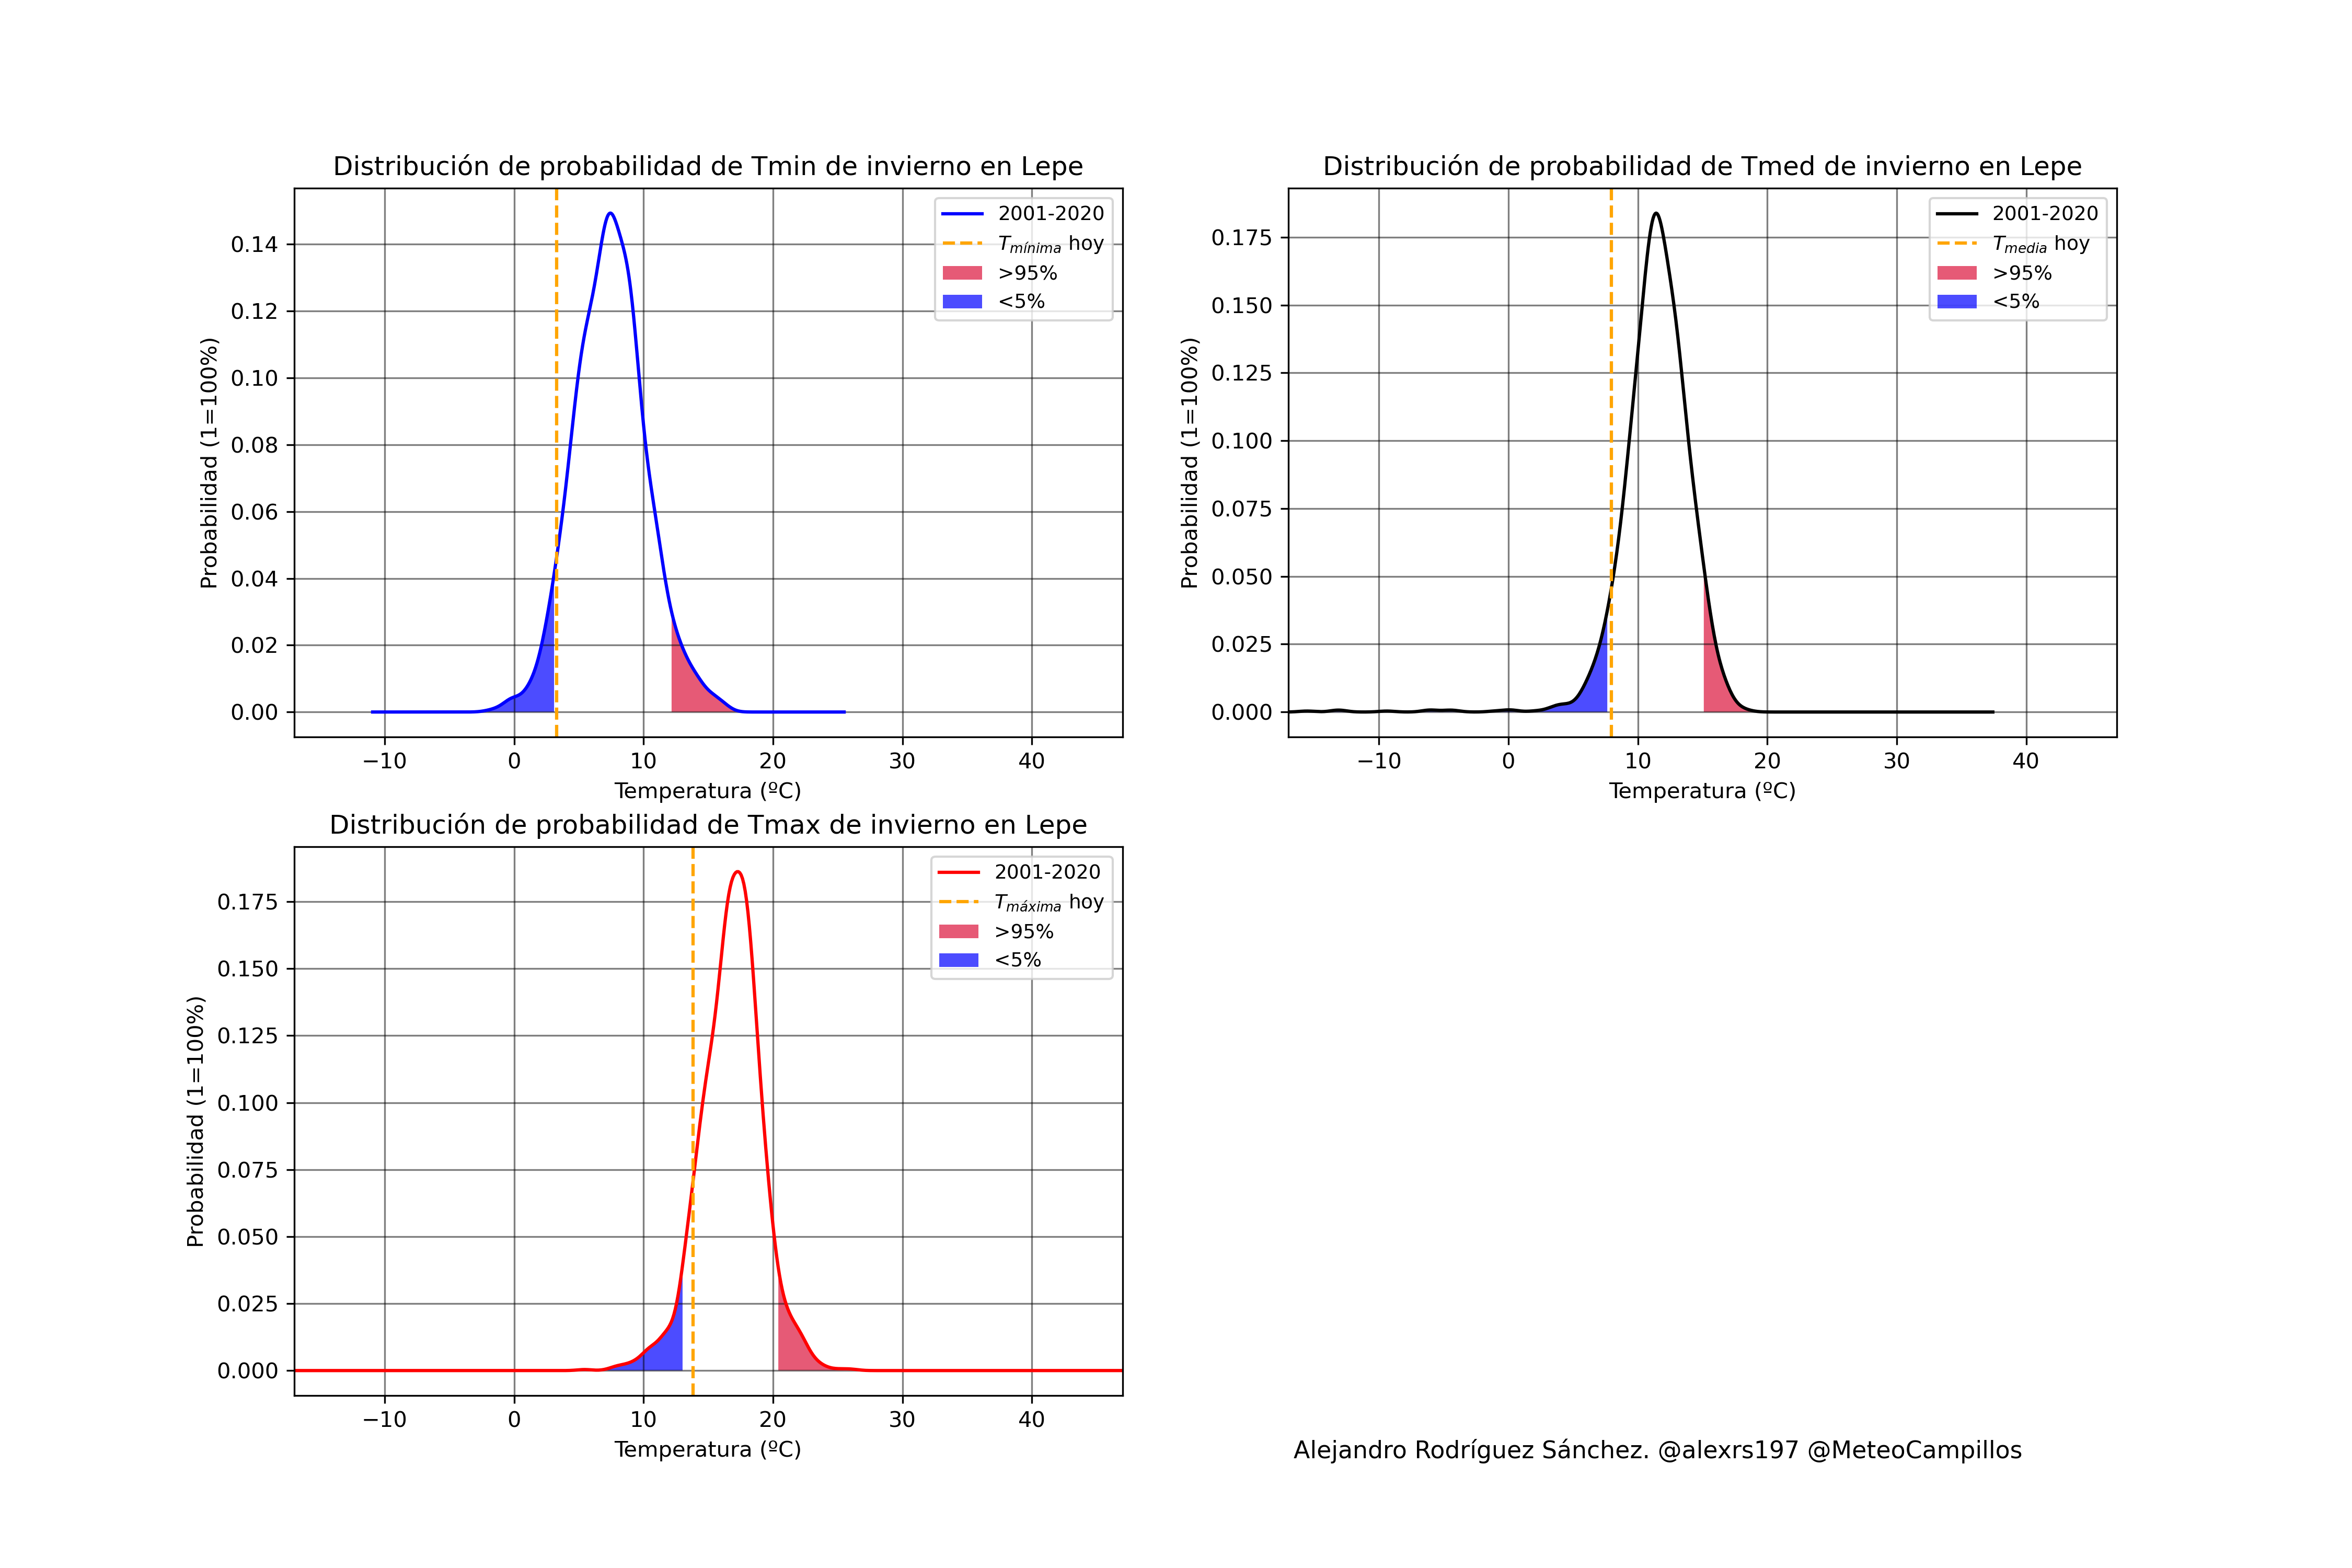 Distribución de probabilidad de Tmin de invierno en Lepe
Probabilidad (1=100%)
0.14
0.12
0.10
0.08
0.06
0.04
0.02
0.00
2001-2020
Tmínima hoy
>95%
<5%
−10 0 10 20 30 40
Temperatura (ºC)
Distribución de probabilidad de Tmed de invierno en Lepe
Probabilidad (1=100%)
0.175
0.150
0.125
0.100
0.075
0.050
0.025
0.000
2001-2020
Tmedia hoy
>95%
<5%
−10 0 10 20 30 40
Temperatura (ºC)
Distribución de probabilidad de Tmax de invierno en Lepe
Probabilidad (1=100%)
0.175
0.150
0.125
0.100
0.075
0.050
0.025
0.000
2001-2020
Tmáxima hoy
>95%
<5%
−10 0 10 20 30 40
Temperatura (ºC)
Alejandro Rodríguez Sánchez. @alexrs197 @MeteoCampillos